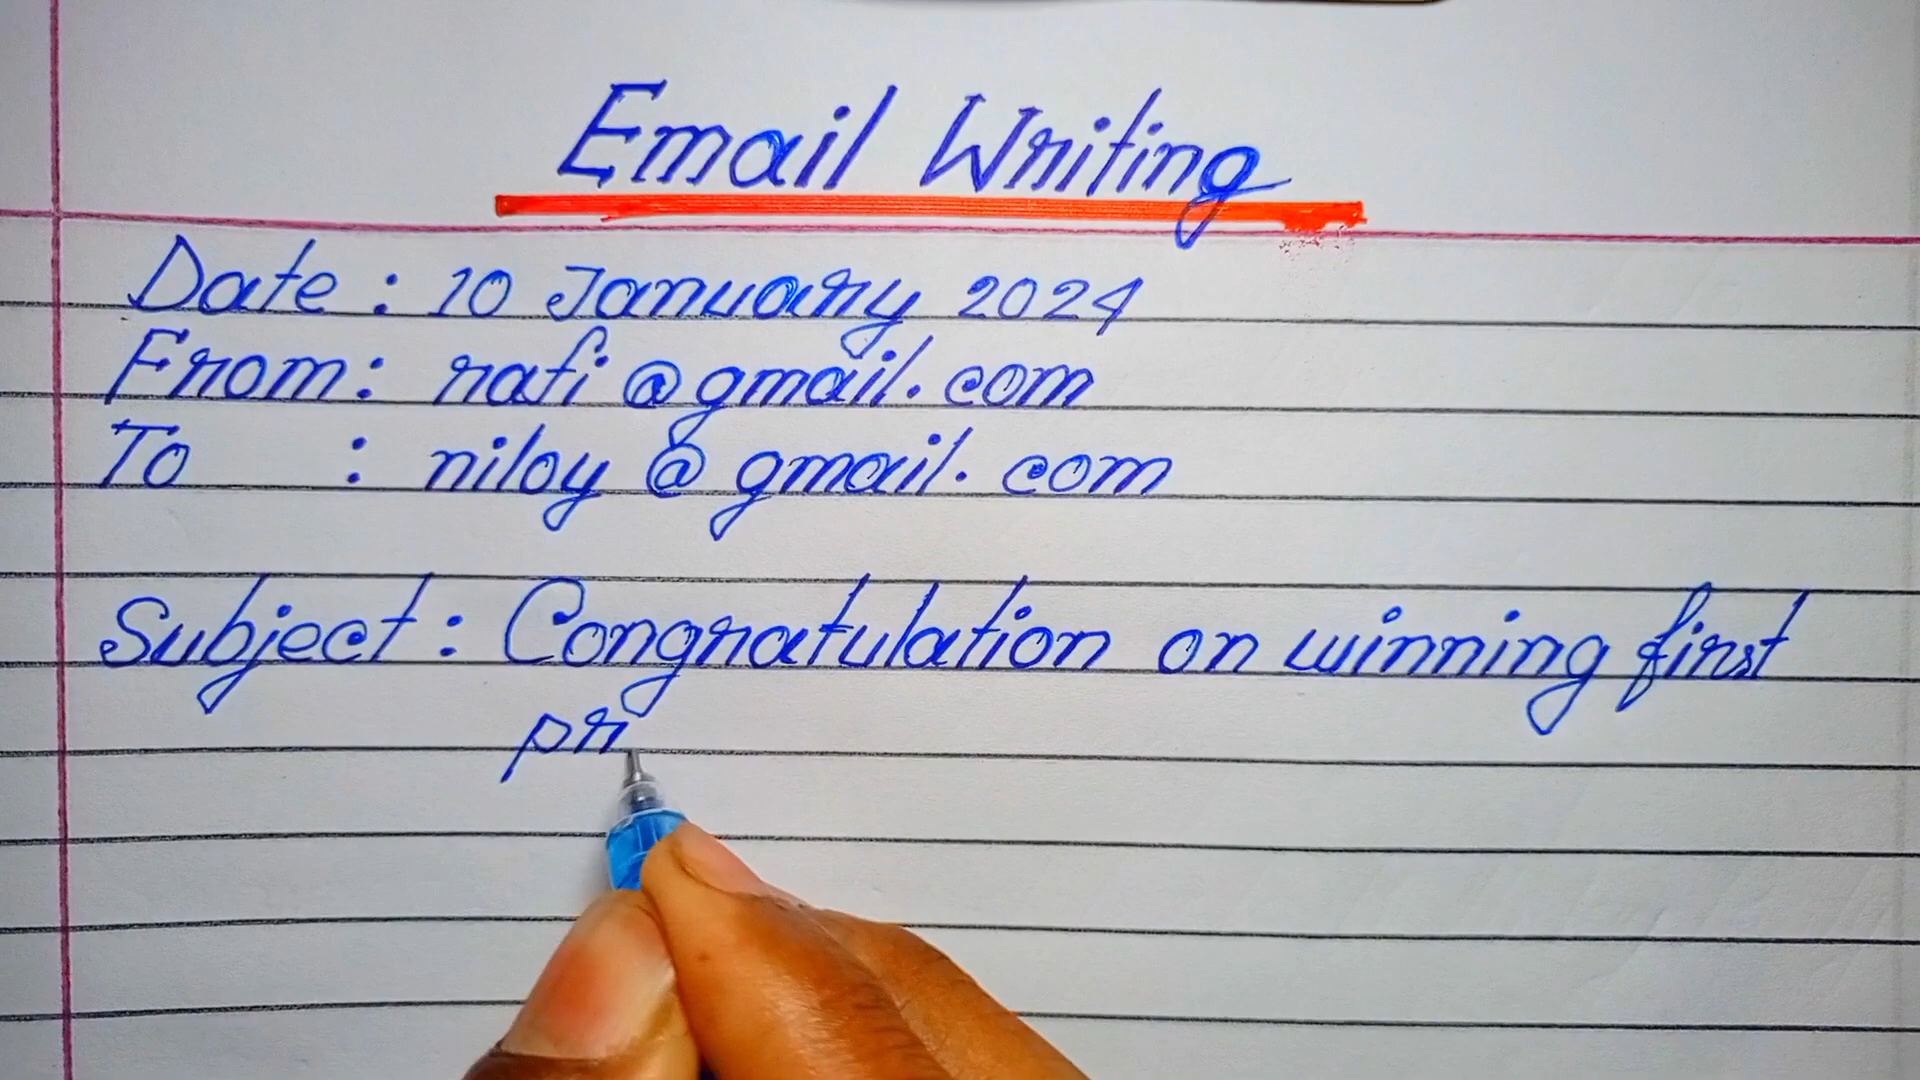 Email Writing
Date : 10 January 2024
From : rafi @gmail.com
To : niloy @ gmail. com
Subject : Congratulation on winning first
pr